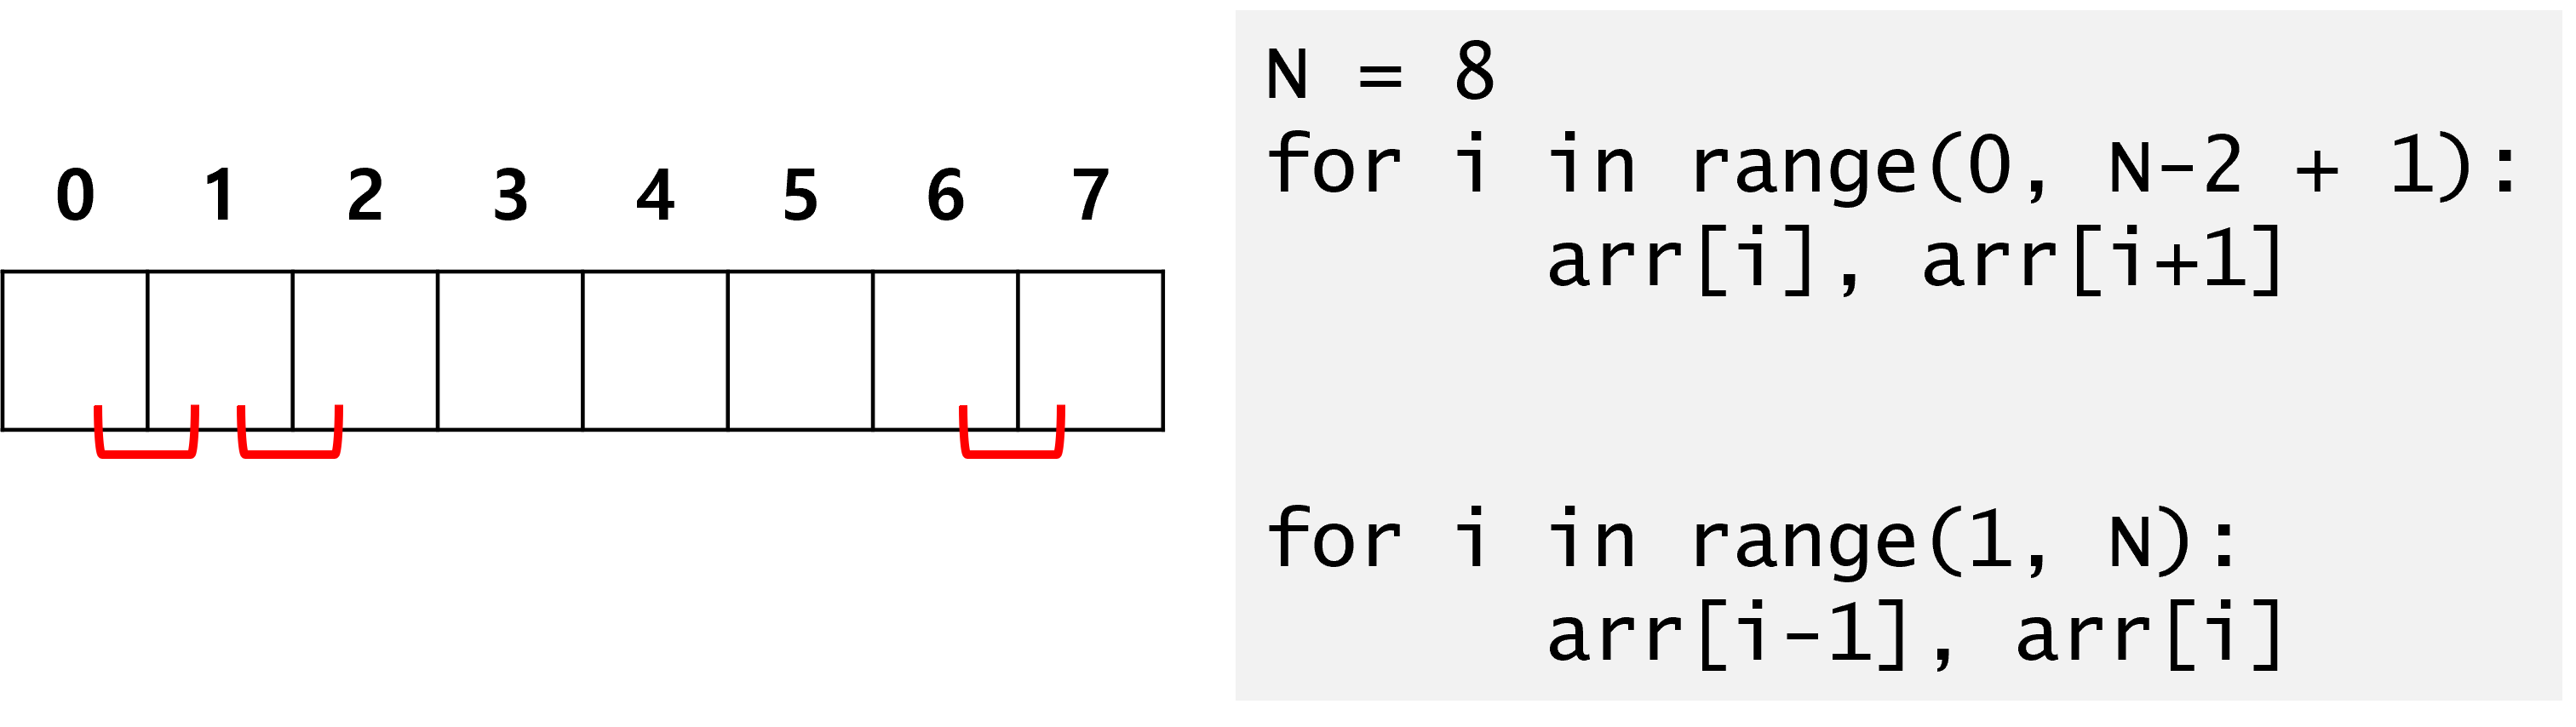 0 1 2 3 4 5 6 7
N = 8
for i in range(0, N-2 + 1):
arr[i], arr[i+1]
for i in range(1, N):
arr[i-1], arr[i]